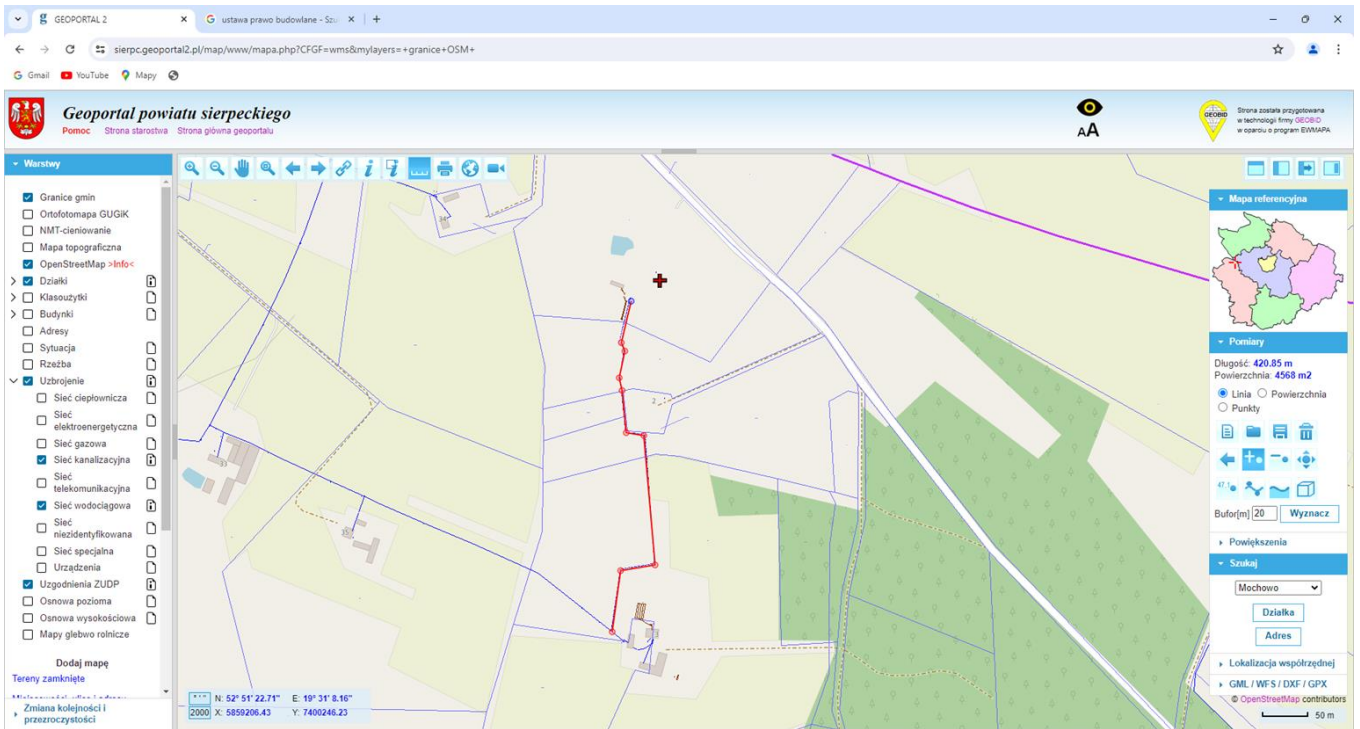 GEOPORTAL 2
ustawa prawo budowlane - Szu
sierpc.geoportal2.pl/map/www/mapa.php?CFGF=wms&mylayers=+granice+OSM+
Gmail YouTube Mapy
Geoportal powiatu sierpeckiego
Pomoc Strona starostwa Strona główna geoportalu
AA
GEOBID
Strona została przygotowana
w technologii firmy GEOBID
w oparciu o program EWMAPA
Warstwy
Granice gmin
Ortofotomapa GUGiK
NMT-cieniowanie
Mapa topograficzna
OpenStreetMap >Info<
Działki
Klasoużytki
Budynki
Adresy
Sytuacja
Rzeźba
Uzbrojenie
Sieć ciepłownicza
Sieć
elektroenergetyczna
Sieć gazowa
Sieć kanalizacyjna
Sieć
telekomunikacyjna
Sieć wodociągowa
Sieć
niezidentyfikowana
Sieć specjalna
Urządzenia
Uzgodnienia ZUDP
Osnowa pozioma
Osnowa wysokościowa
Mapy glebwo rolnicze
Dodaj mapę
Tereny zamknięte
Zmiana kolejności i
przezroczystości
2
N: 52° 51' 22.71" E: 19° 31' 8.16"
2000 X: 5859206.43 Y: 7400246.23
Mapa referencyjna
Pomiary
Długość: 420.85 m
Powierzchnia: 4568 m2
Linia Powierzchnia
Punkty
47.1
Bufor[m] 20 Wyznacz
Powiększenia
Szukaj
Mochowo
Działka
Adres
Lokalizacja współrzędnej
GML / WFS / DXF / GPX
© OpenStreetMap contributors
50 m